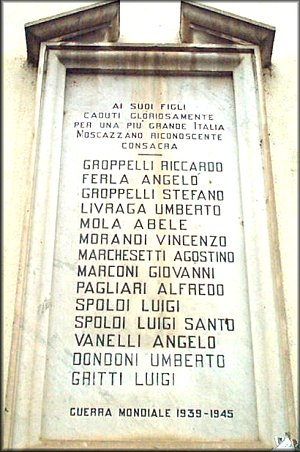 AI SUOI FIGLI
CADUTI GLORIOSAMENTE
PER UNA PIU' GRANDE ITALIA
MOSCAZZANO RICONOSCENTE
CONSACRA
GROPPELLI RICCARDO
FERLA ANGELO
GROPPELLI STEFANO
LIVRAGA UMBERTO
MOLA ABELE
MORANDI VINCENZO
MARCHESETTI AGOSTINO
MARCONI GIOVANNI
PAGLIARI ALFREDO
SPOLDI LUIGI
SPOLDI LUIGI SANTO
VANELLI ANGELO
DONDONI UMBERTO
GRITTI LUIGI
GUERRA MONDIALE 1939-1945